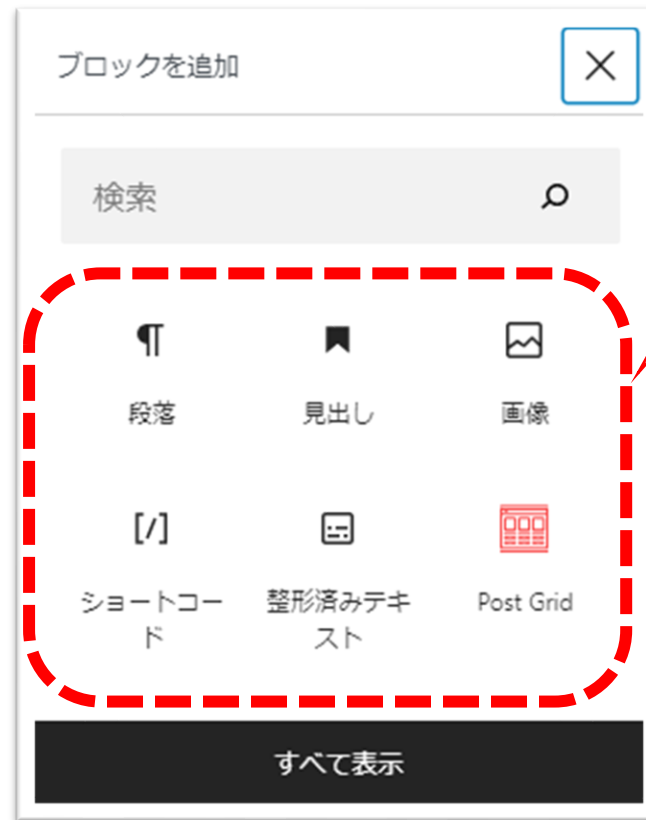 ブロックを追加
検索
段落
見出し
画像
[/]
ショートコー
ド
整形済みテキ
スト
Post Grid
すべて表示